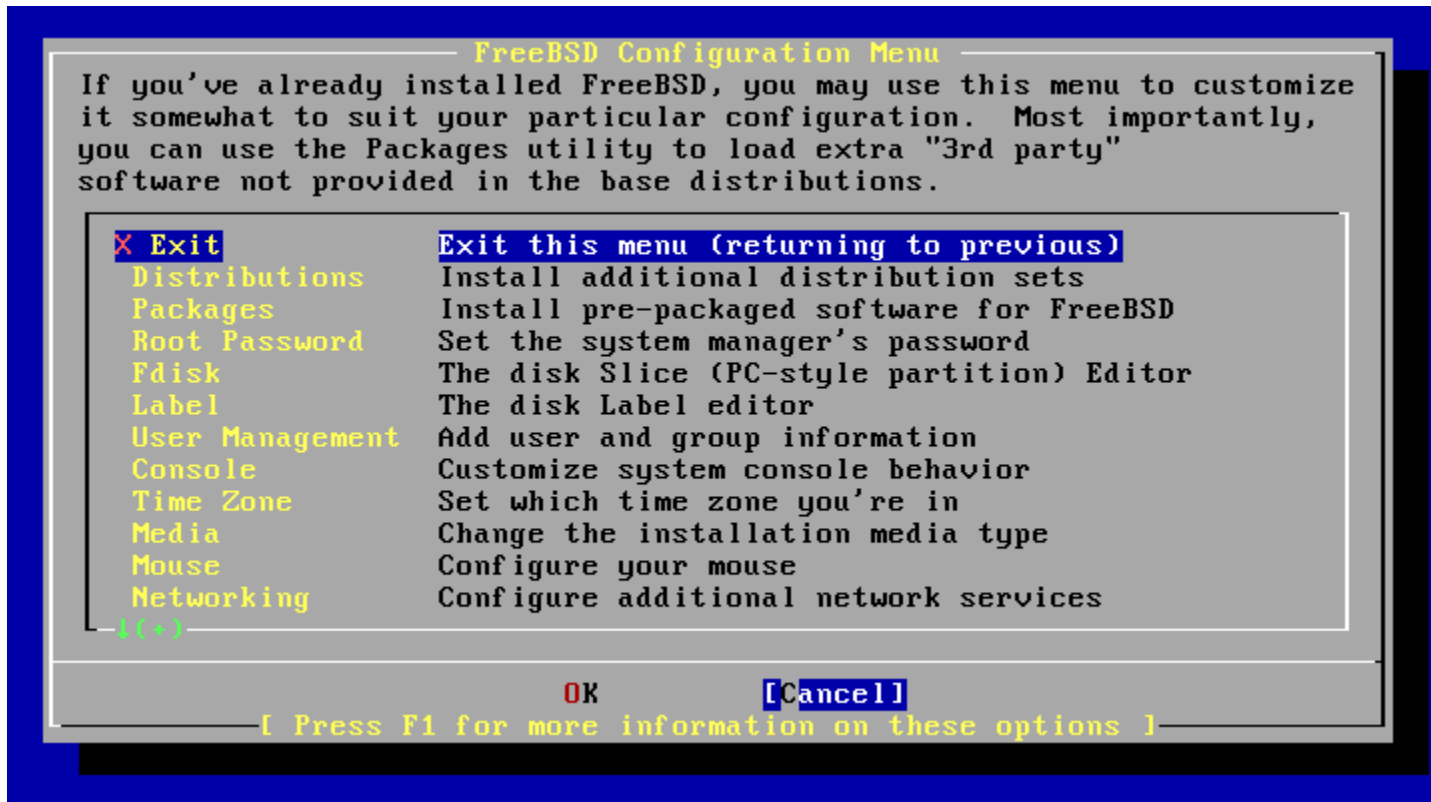 FreeBSD Configuration Menu
If you've already installed FreeBSD, you may use this menu to customize
it somewhat to suit your particular configuration.  Most importantly,
you can use the Packages utility to load extra "3rd party"
software not provided in the base distributions.
X Exit Exit this menu (returning to previous)
Distributions Install additional distribution sets
Packages Install pre-packaged software for FreeBSD
Root Password Set the system manager's password
Fdisk The disk Slice (PC-style partition) Editor
Label The disk Label editor
User Management Add user and group information
Console Customize system console behavior
Time Zone Set which time zone you're in
Media Change the installation media type
Mouse Configure your mouse
Networking Configure additional network services
↓(+)
OK [Cancel]
[ Press F1 for more information on these options ]